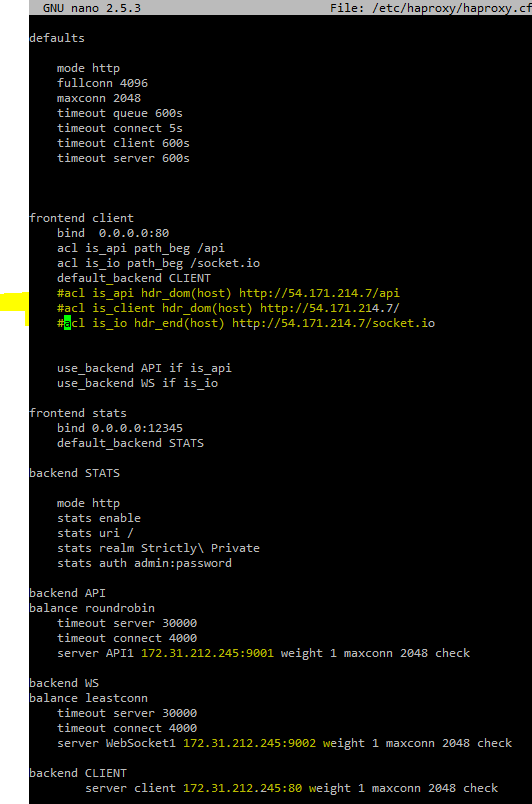 GNU nano 2.5.3 File: /etc/haproxy/haproxy.cf
defaults
mode http
fullconn 4096
maxconn 2048
timeout queue 600s
timeout connect 5s
timeout client 600s
timeout server 600s
frontend client
bind  0.0.0.0:80
acl is_api path_beg /api
acl is_io path_beg /socket.io
default_backend CLIENT
#acl is_api hdr_dom(host) http://54.171.214.7/api
#acl is_client hdr_dom(host) http://54.171.214.7/
#acl is_io hdr_end(host) http://54.171.214.7/socket.io
use_backend API if is_api
use_backend WS if is_io
frontend stats
bind 0.0.0.0:12345
default_backend STATS
backend STATS
mode http
stats enable
stats uri /
stats realm Strictly\ Private
stats auth admin:password
backend API
balance roundrobin
timeout server 30000
timeout connect 4000
server API1 172.31.212.245:9001 weight 1 maxconn 2048 check
backend WS
balance leastconn
timeout server 30000
timeout connect 4000
server WebSocket1 172.31.212.245:9002 weight 1 maxconn 2048 check
backend CLIENT
server client 172.31.212.245:80 weight 1 maxconn 2048 check